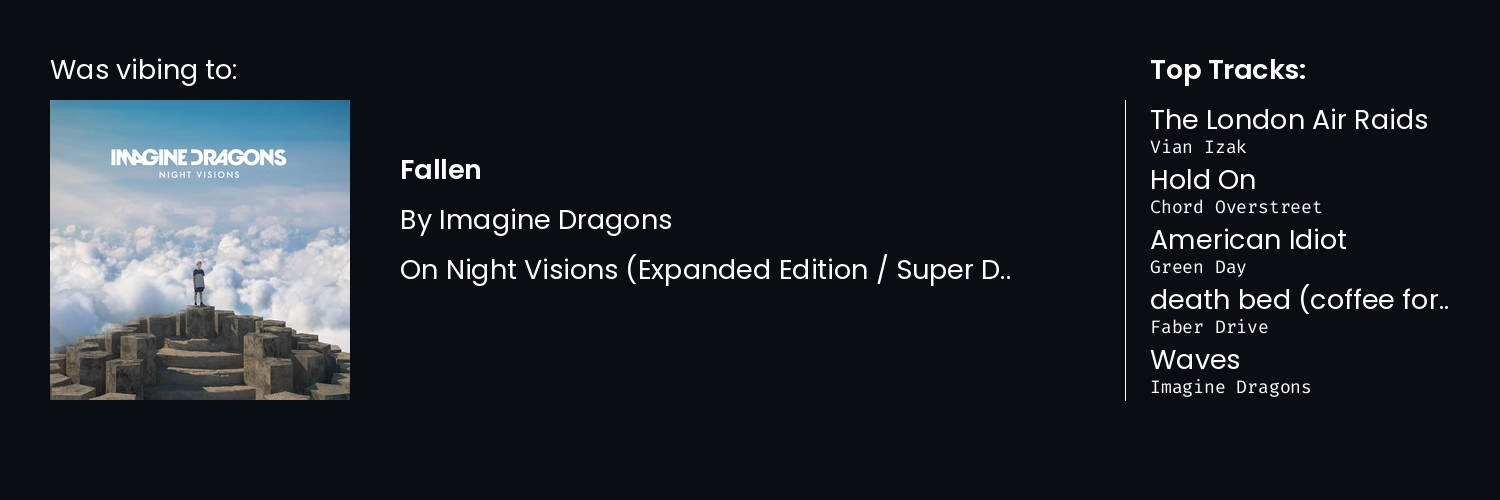 Was vibing to:
IMAGINE DRAGONS
NIGHT VISIONS
Fallen
By Imagine Dragons
On Night Visions (Expanded Edition / Super D..
Top Tracks:
The London Air Raids
Vian Izak
Hold On
Chord Overstreet
American Idiot
Green Day
death bed (coffee for..
Faber Drive
Waves
Imagine Dragons